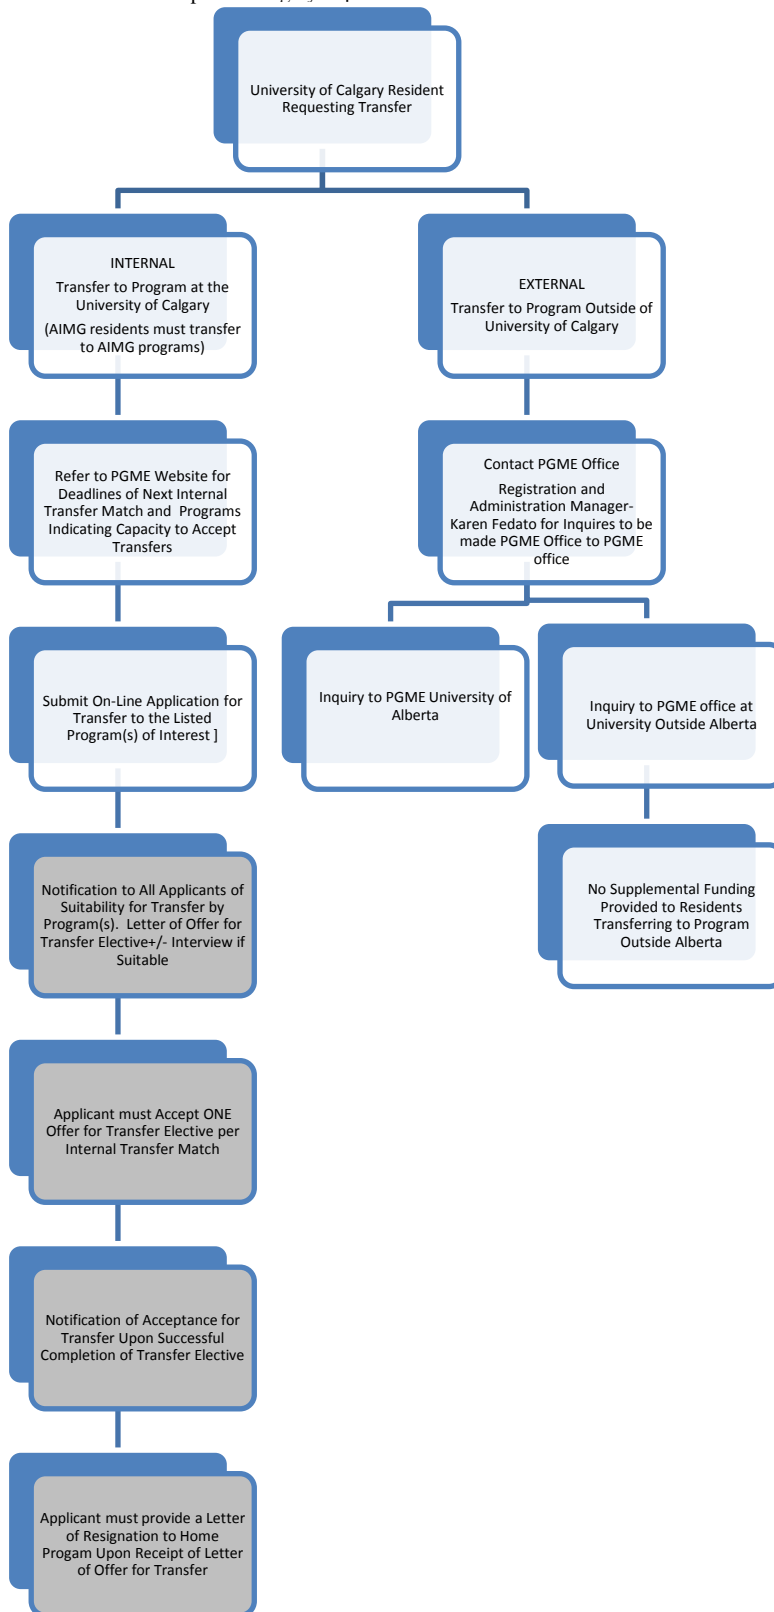 University of Calgary Resident
Requesting Transfer
INTERNAL
Transfer to Program at the
University of Calgary
(AIMG residents must transfer
to AIMG programs)
EXTERNAL
Transfer to Program Outside of
University of Calgary
Refer to PGME Website for
Deadlines of Next Internal
Transfer Match and Programs
Indicating Capacity to Accept
Transfers
Contact PGME Office
Registration and
Administration Manager-
Karen Fedato for Inquires to be
made PGME Office to PGME
office
Submit On-Line Application for
Transfer to the Listed
Program(s) of Interest ]
Inquiry to PGME University of
Alberta
Inquiry to PGME office at
University Outside Alberta
Notification to All Applicants of
Suitability for Transfer by
Program(s). Letter of Offer for
Transfer Elective+/- Interview if
Suitable
No Supplemental Funding
Provided to Residents
Transferring to Program
Outside Alberta
Applicant must Accept ONE
Offer for Transfer Elective per
Internal Transfer Match
Notification of Acceptance for
Transfer Upon Successful
Completion of Transfer Elective
Applicant must provide a Letter
of Resignation to Home
Progam Upon Receipt of Letter
of Offer for Transfer